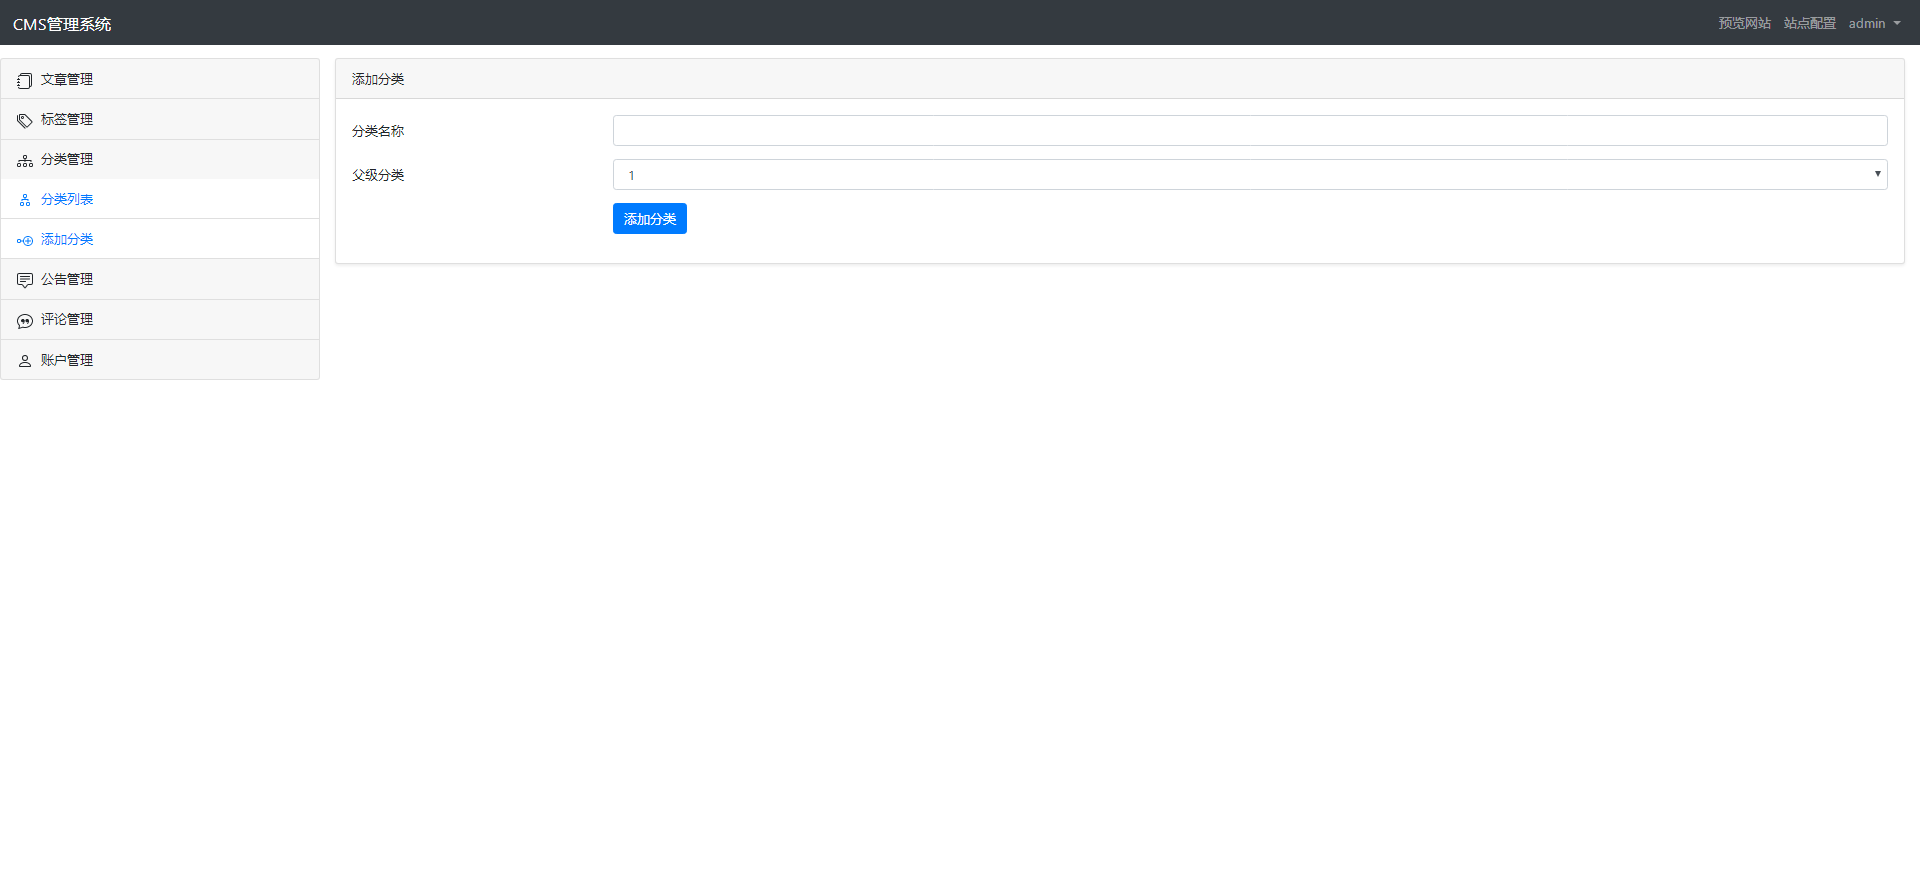 CMS管理系统
预览网站 站点配置 admin
文章管理
标签管理
分类管理
分类列表
添加分类
公告管理
评论管理
账户管理
添加分类
分类名称
父级分类 1
添加分类